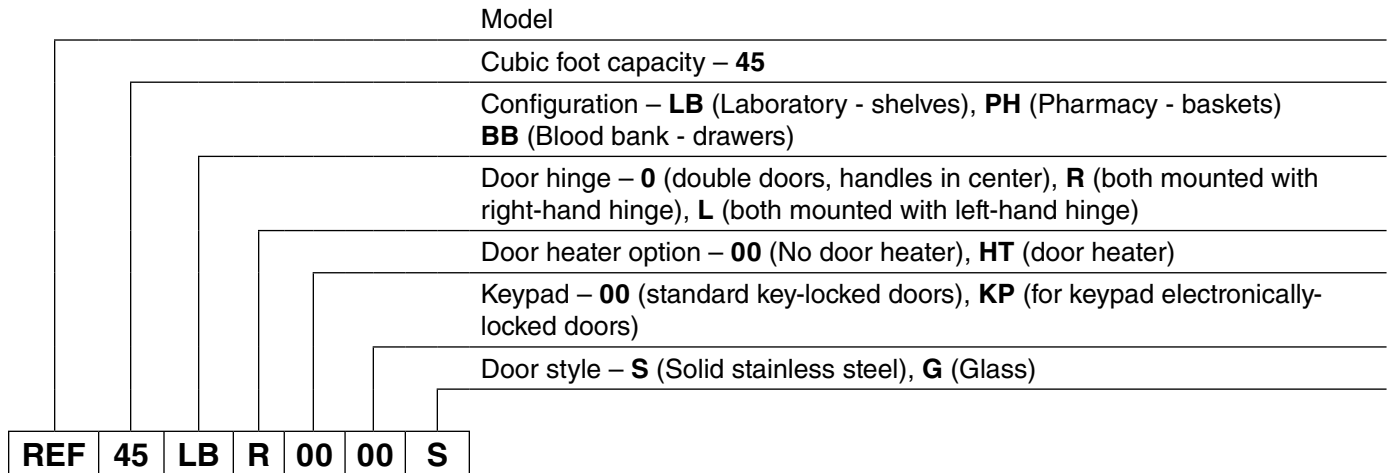 Model
Cubic foot capacity – 45
Configuration – LB (Laboratory - shelves), PH (Pharmacy - baskets)
BB (Blood bank - drawers)
Door hinge – 0 (double doors, handles in center), R (both mounted with
right-hand hinge), L (both mounted with left-hand hinge)
Door heater option – 00 (No door heater), HT (door heater)
Keypad – 00 (standard key-locked doors), KP (for keypad electronically-
locked doors)
Door style – S (Solid stainless steel), G (Glass)
REF 45 LB R 00 00 S